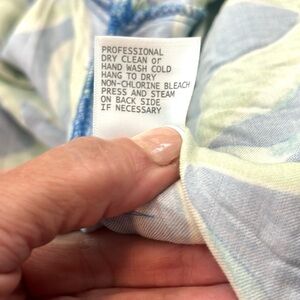 PROFESSIONAL
DRY CLEAN or
HAND WASH COLD
HANG TO DRY
NON-CHLORINE BLEACH
PRESS AND STEAM
ON BACK SIDE
IF NECESSARY